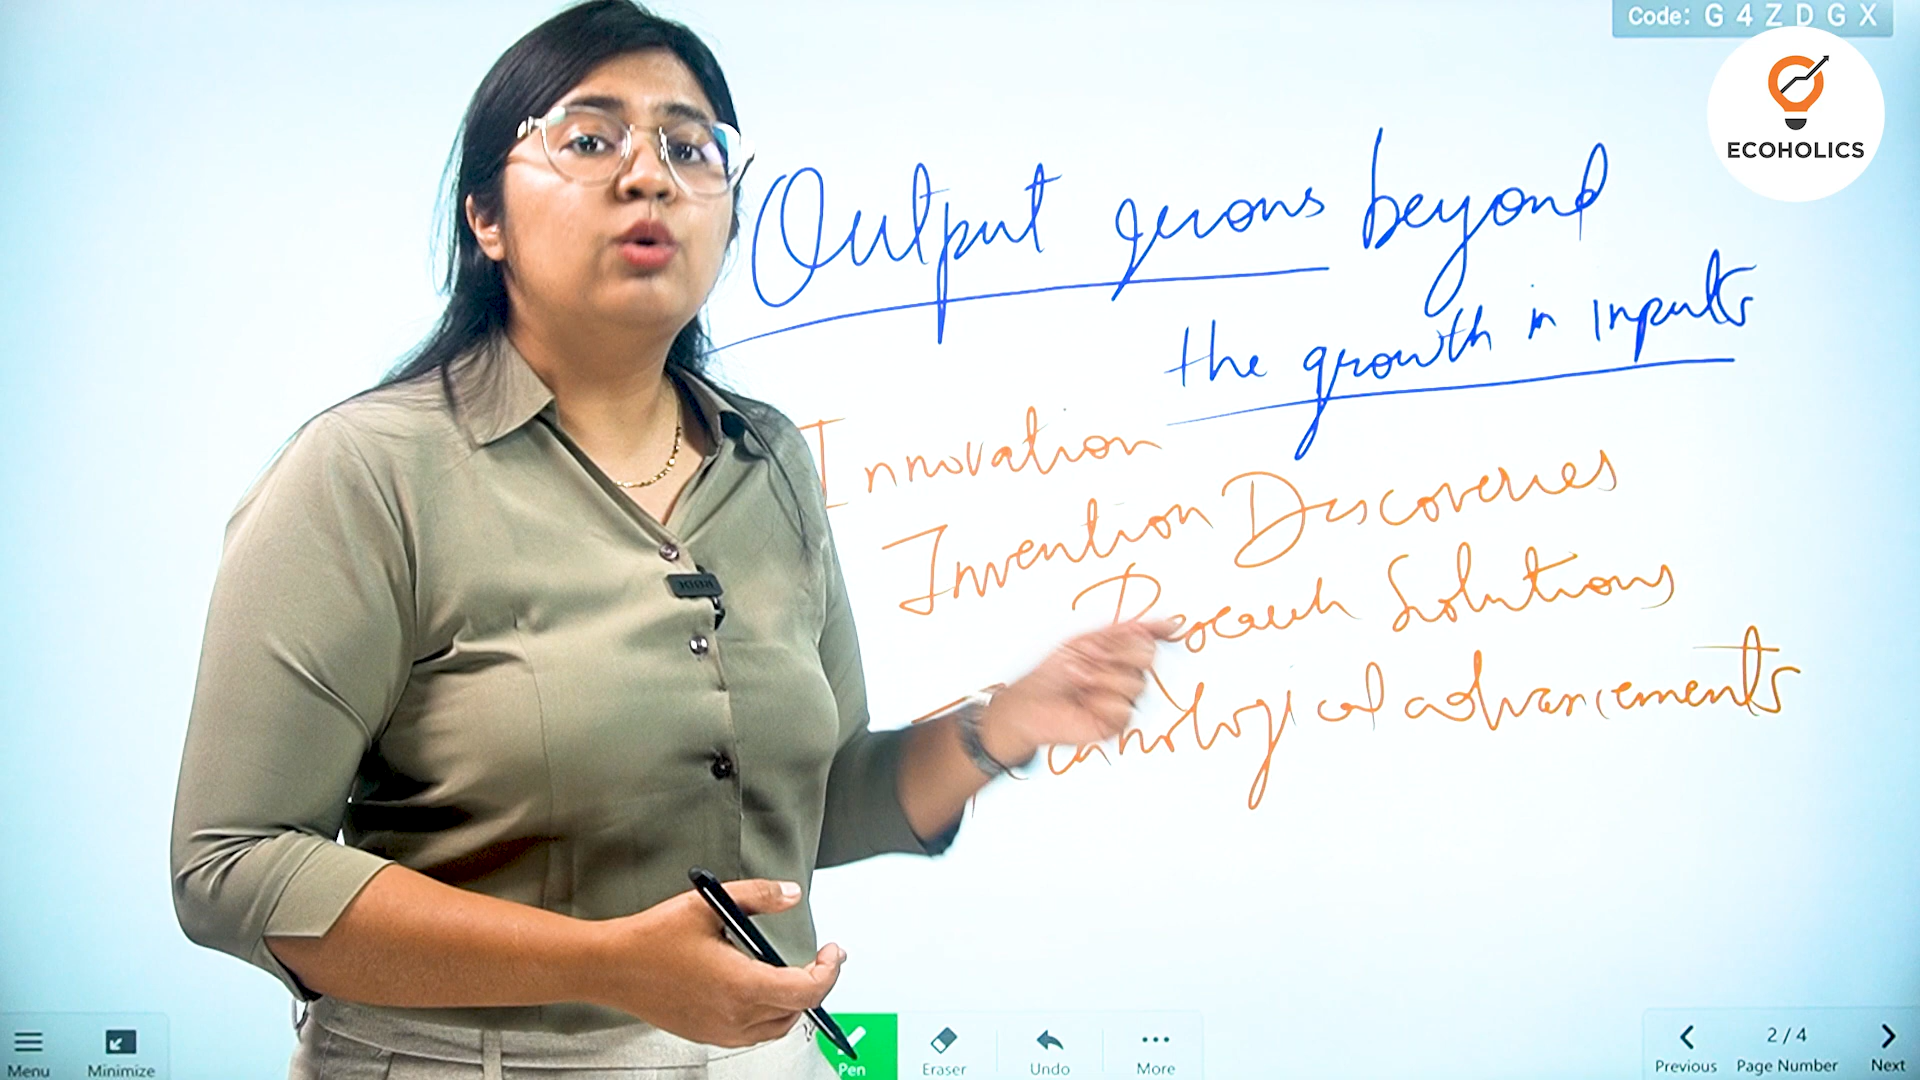 Code: G 4 Z D G X
ECOHOLICS
Output grows beyond
the growth in inputs
Innovation
Invention Discoveries
Research Solutions
advancements
Menu
Minimize
Pen
Eraser
Undo
More
Previous
2 / 4
Page Number
Next